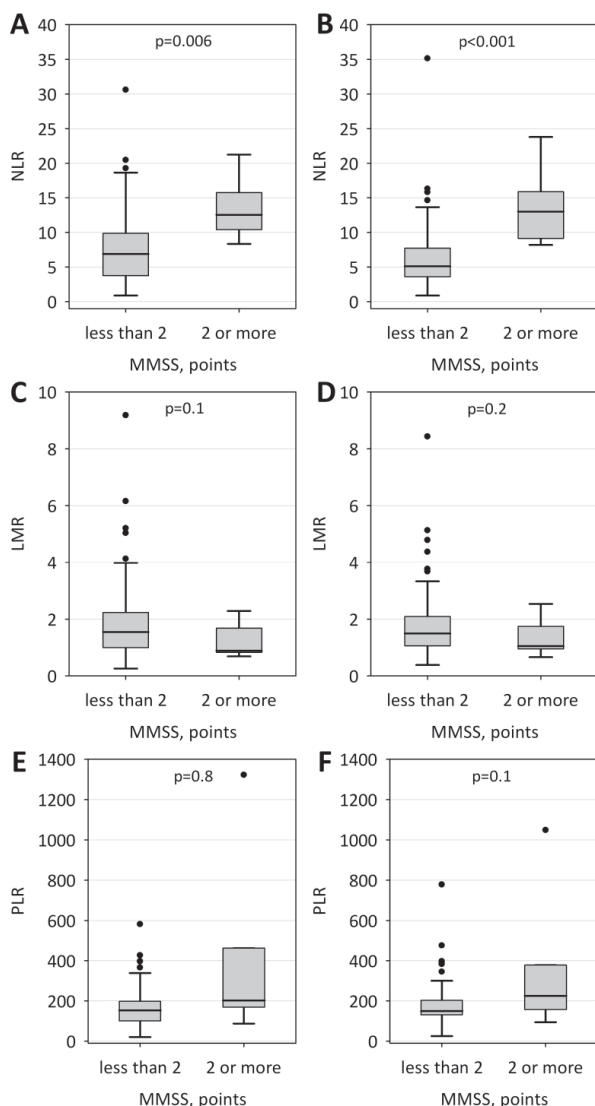 A
p=0.006
40
35
30
25
20
15
10
5
0
NLR
less than 2 2 or more
MMSS, points
B
p<0.001
40
35
30
25
20
15
10
5
0
NLR
less than 2 2 or more
MMSS, points
C
p=0.1
10
8
6
4
2
0
LMR
less than 2 2 or more
MMSS, points
D
p=0.2
10
8
6
4
2
0
LMR
less than 2 2 or more
MMSS, points
E
p=0.8
1400
1200
1000
800
600
400
200
0
PLR
less than 2 2 or more
MMSS, points
F
p=0.1
1400
1200
1000
800
600
400
200
0
PLR
less than 2 2 or more
MMSS, points